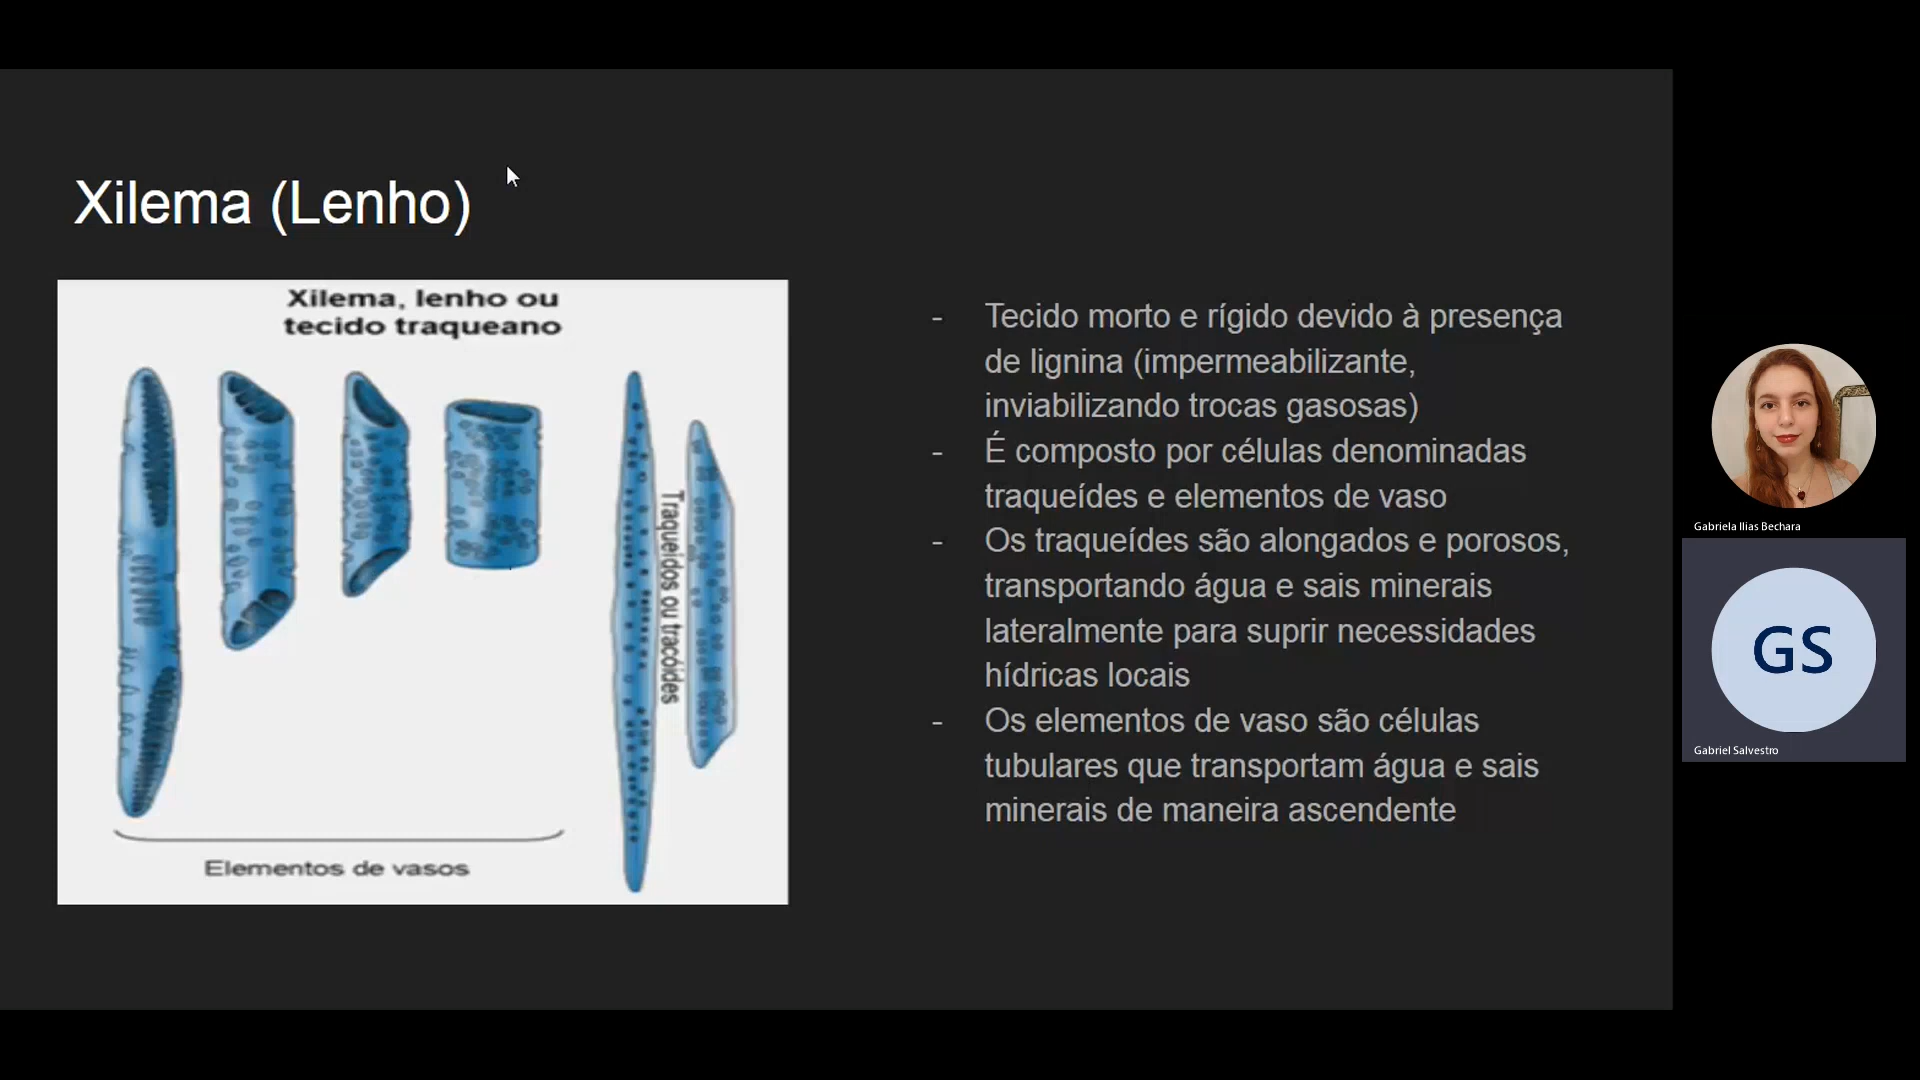 Xilema (Lenho)
Xilema, lenho ou
tecido traqueano
Traqueídos ou tracóides
Elementos de vasos
- Tecido morto e rígido devido à presença
de lignina (impermeabilizante,
inviabilizando trocas gasosas)
- É composto por células denominadas
traqueídes e elementos de vaso
- Os traqueídes são alongados e porosos,
transportando água e sais minerais
lateralmente para suprir necessidades
hídricas locais
- Os elementos de vaso são células
tubulares que transportam água e sais
minerais de maneira ascendente
Gabriela Ilias Bechara
GS
Gabriel Salvestro